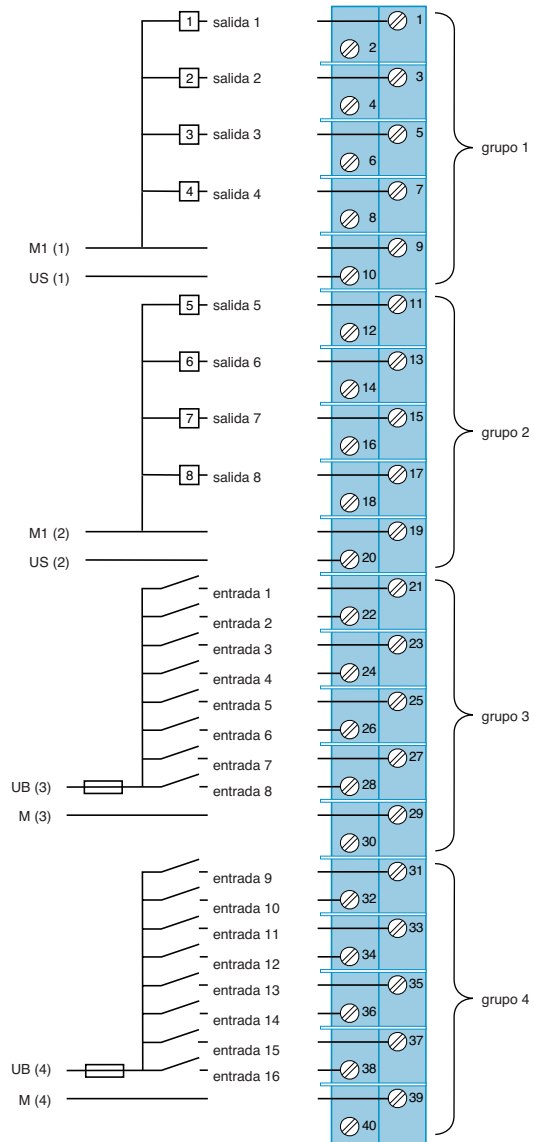 1 salida 1 1
2
2 salida 2 3
4
3 salida 3 5
6
grupo 1
4 salida 4 7
8
M1 (1) 9
US (1) 10
5 salida 5 11
12
6 salida 6 13
14
7 salida 7 15
grupo 2
16
8 salida 8 17
18
M1 (2) 19
US (2) 20
entrada 1 21
entrada 2 22
entrada 3 23
entrada 4 24
entrada 5 25
grupo 3
entrada 6 26
entrada 7 27
UB (3) entrada 8 28
M (3) 29
30
entrada 9 31
entrada 10 32
entrada 11 33
entrada 12 34
entrada 13 35
grupo 4
entrada 14 36
entrada 15 37
UB (4) entrada 16 38
M (4) 39
40